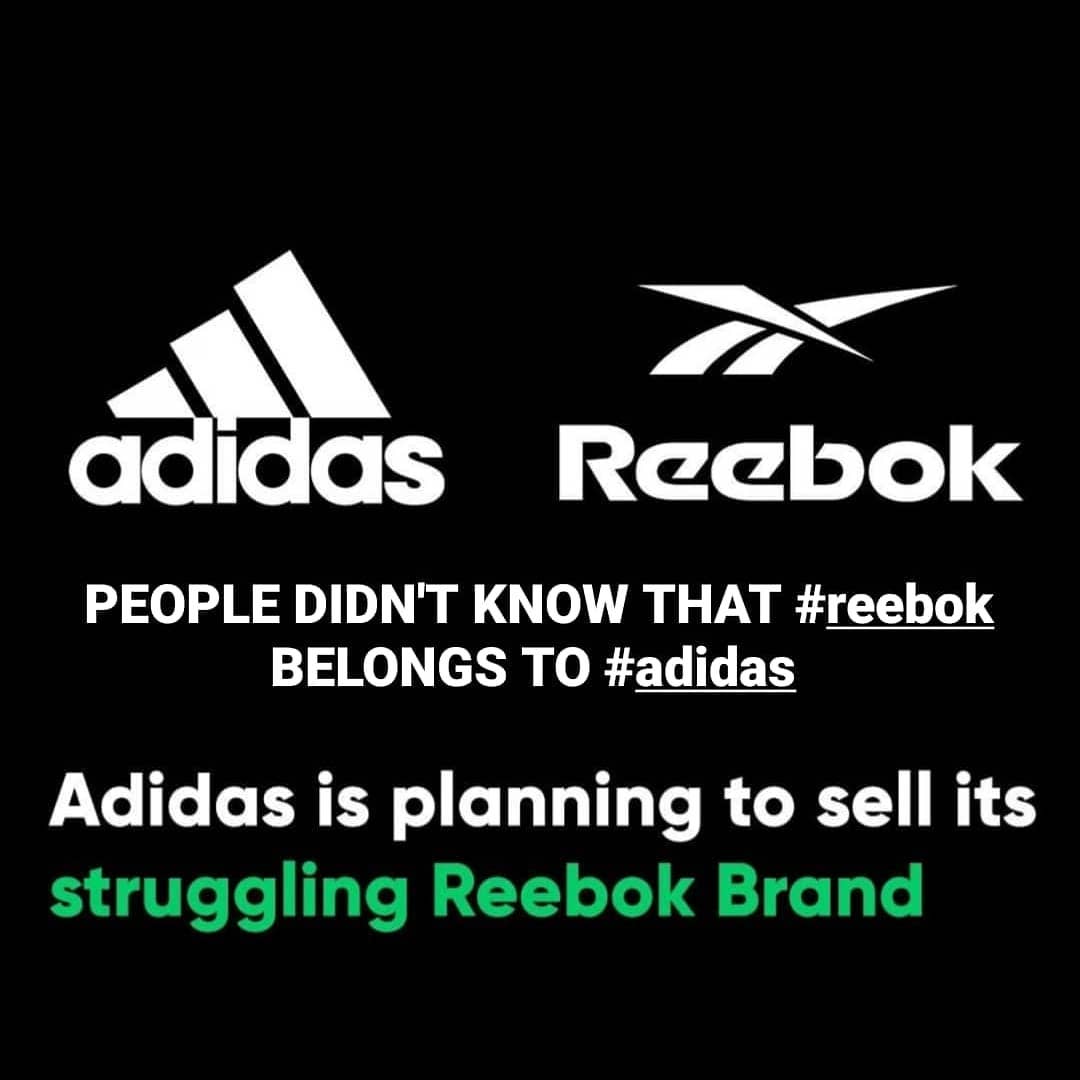 adidas
Reebok
PEOPLE DIDN'T KNOW THAT #reebok
BELONGS TO #adidas
Adidas is planning to sell its
struggling Reebok Brand